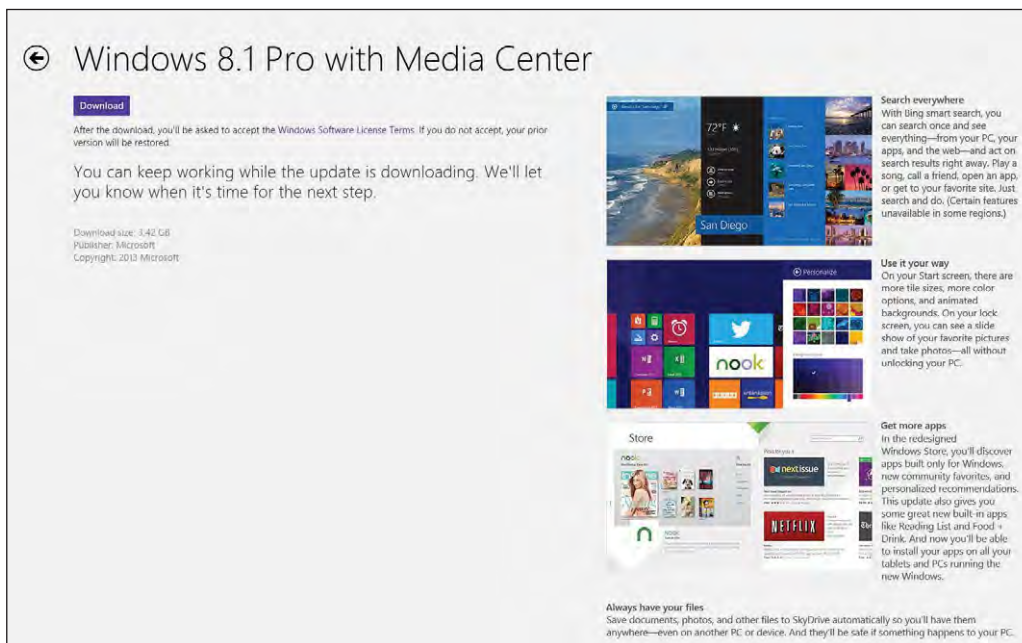 Windows 8.1 Pro with Media Center
Download
After the download, you'll be asked to accept the Windows Software License Terms. If you do not accept, your prior
version will be restored.
You can keep working while the update is downloading. We'll let
you know when it's time for the next step.
Download size: 3.42 GB
Publisher: Microsoft
Copyright: 2013 Microsoft
72°F
San Diego
Search everywhere
With Bing smart search, you
can search once and see
everything—from your PC, your
apps, and the web—and act on
search results right away. Play a
song, call a friend, open an app,
or get to your favorite site. Just
search and do. (Certain features
unavailable in some regions.)
Personalize
nook
Use it your way
On your Start screen, there are
more tile sizes, more color
options, and animated
backgrounds. On your lock
screen, you can see a slide
show of your favorite pictures
and take photos—all without
unlocking your PC.
Store
nook
nextissue
NETFLIX
Get more apps
In the redesigned
Windows Store, you'll discover
apps built only for Windows,
new community favorites, and
personalized recommendations.
This update also gives you
some great new built-in apps
like Reading List and Food +
Drink. And now you'll be able
to install your apps on all your
tablets and PCs running the
new Windows.
Always have your files
Save documents, photos, and other files to SkyDrive automatically so you'll have them
anywhere—even on another PC or device. And they'll be safe if something happens to your PC.